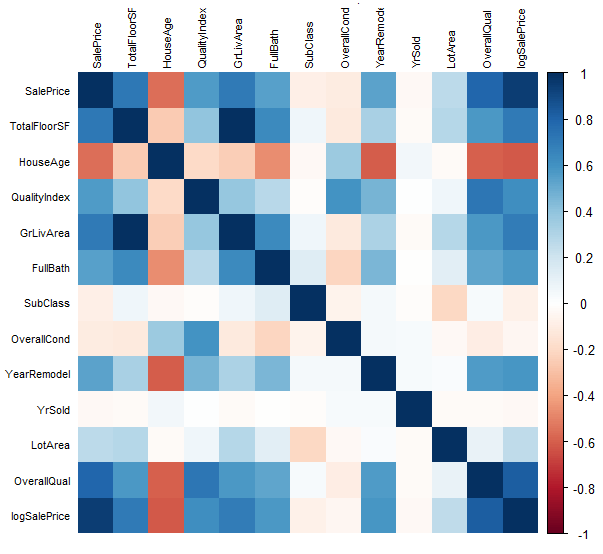 SalePrice
TotalFloorSF
HouseAge
QualityIndex
GrLivArea
FullBath
SubClass
OverallCond
YearRemodel
YrSold
LotArea
OverallQual
logSalePrice
SalePrice
TotalFloorSF
HouseAge
QualityIndex
GrLivArea
FullBath
SubClass
OverallCond
YearRemodel
YrSold
LotArea
OverallQual
logSalePrice
1
0.8
0.6
0.4
0.2
0
-0.2
-0.4
-0.6
-0.8
-1